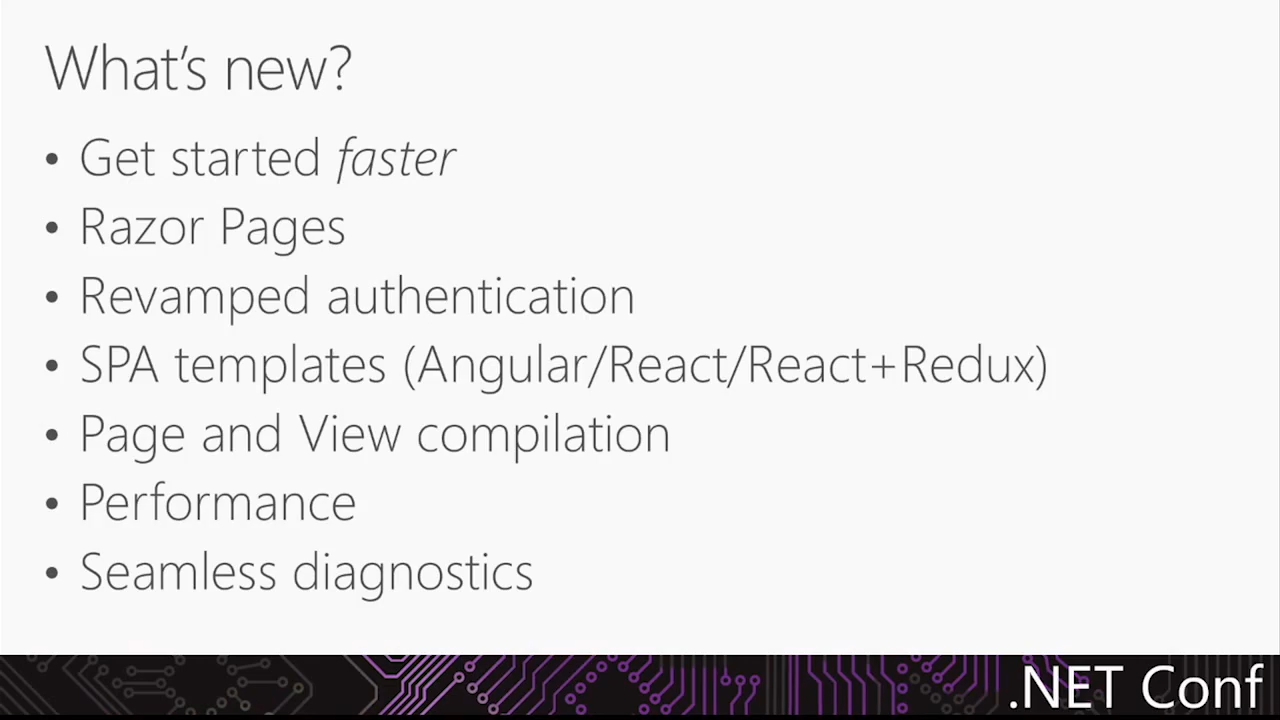 What's new?
• Get started faster
• Razor Pages
• Revamped authentication
• SPA templates (Angular/React/React+Redux)
• Page and View compilation
• Performance
• Seamless diagnostics
.NET Conf